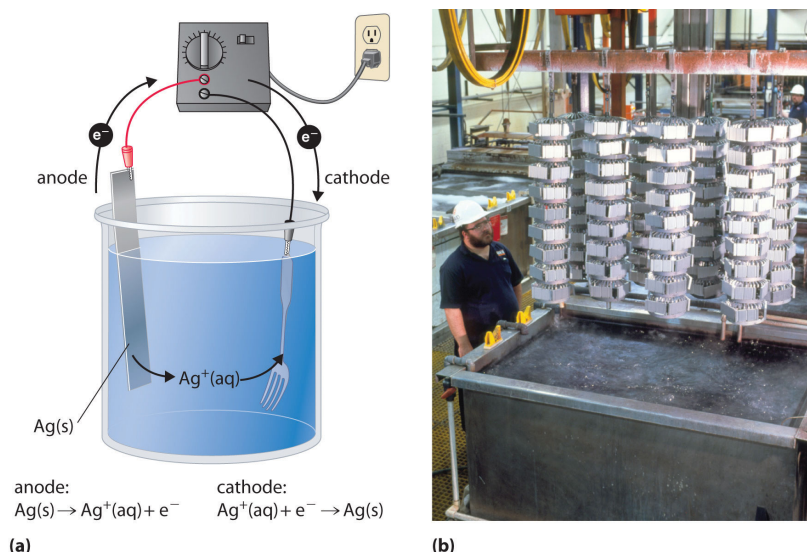 e⁻
e⁻
anode
cathode
Ag⁺(aq)
Ag(s)
anode:
Ag(s) → Ag⁺(aq) + e⁻
cathode:
Ag⁺(aq) + e⁻ → Ag(s)
(a)
(b)